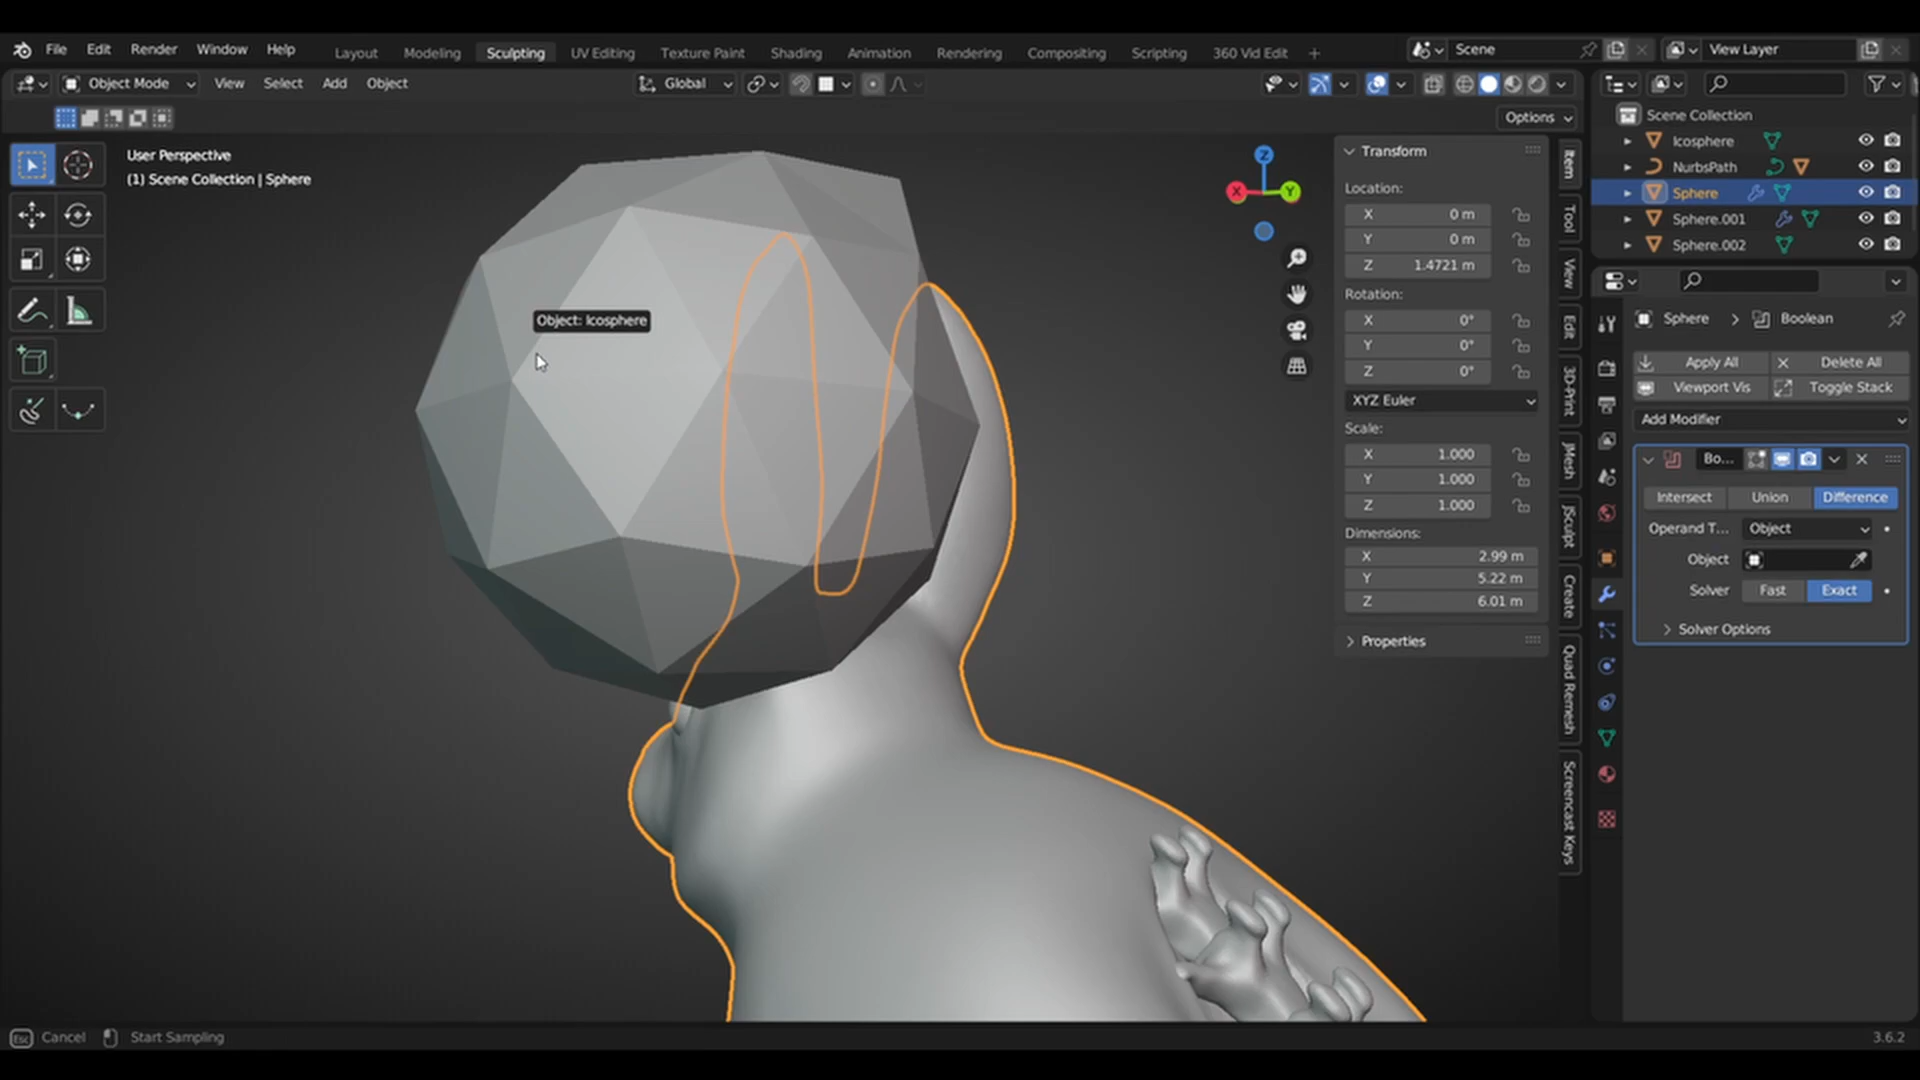 File Edit Render Window Help
Layout Modeling Sculpting UV Editing Texture Paint Shading Animation Rendering Compositing Scripting 360 Vid Edit +
Scene
View Layer
Object Mode View Select Add Object
Global
Options
User Perspective
(1) Scene Collection | Sphere
Object: Icosphere
Z
X Y
Transform
Location:
X 0 m
Y 0 m
Z 1.4721 m
Rotation:
X 0°
Y 0°
Z 0°
XYZ Euler
Scale:
X 1.000
Y 1.000
Z 1.000
Dimensions:
X 2.99 m
Y 5.22 m
Z 6.01 m
Properties
Item
Tool
View
Edit
3D-Print
JMesh
JSculpt
Create
Quad Remesh
Screencast Keys
Scene Collection
Icosphere
NurbsPath
Sphere
Sphere.001
Sphere.002
Sphere > Boolean
Apply All Delete All
Viewport Vis Toggle Stack
Add Modifier
Bo...
Intersect Union Difference
Operand T... Object
Object
Solver Fast Exact
Solver Options
Esc Cancel Start Sampling
3.6.2